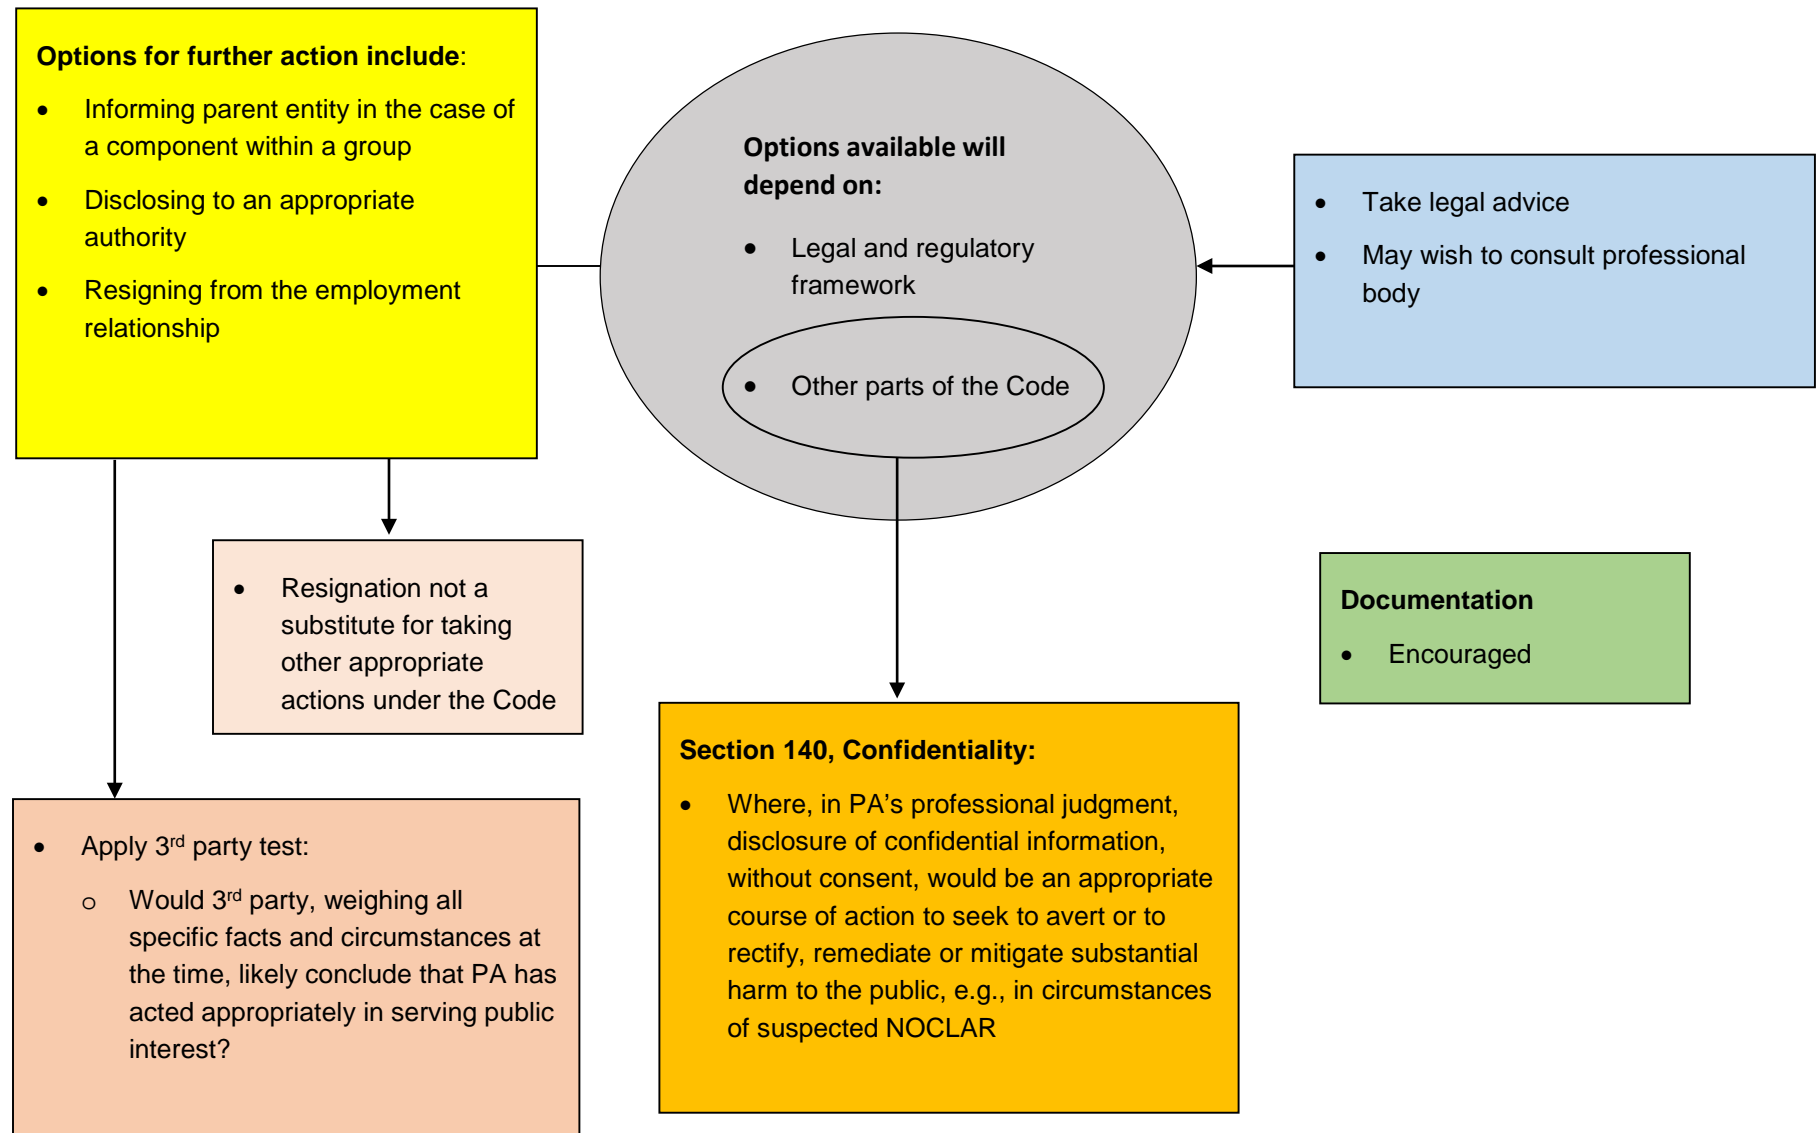 Options for further action include:
• Informing parent entity in the case of
a component within a group
• Disclosing to an appropriate
authority
• Resigning from the employment
relationship
Options available will
depend on:
• Legal and regulatory
framework
• Other parts of the Code
• Take legal advice
• May wish to consult professional
body
• Resignation not a
substitute for taking
other appropriate
actions under the Code
Documentation
• Encouraged
• Apply 3rd party test:
o Would 3rd party, weighing all
specific facts and circumstances at
the time, likely conclude that PA has
acted appropriately in serving public
interest?
Section 140, Confidentiality:
• Where, in PA’s professional judgment,
disclosure of confidential information,
without consent, would be an appropriate
course of action to seek to avert or to
rectify, remediate or mitigate substantial
harm to the public, e.g., in circumstances
of suspected NOCLAR